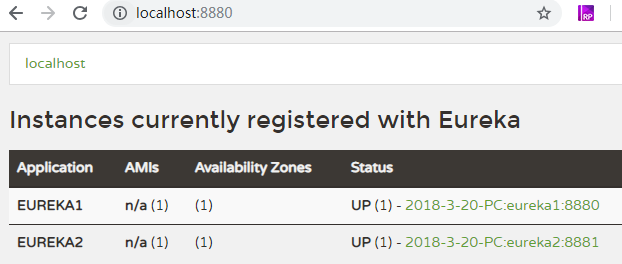 localhost:8880
RP
localhost
Instances currently registered with Eureka
Application AMIs Availability Zones Status
EUREKA1 n/a (1) (1) UP (1) - 2018-3-20-PC:eureka1:8880
EUREKA2 n/a (1) (1) UP (1) - 2018-3-20-PC:eureka2:8881